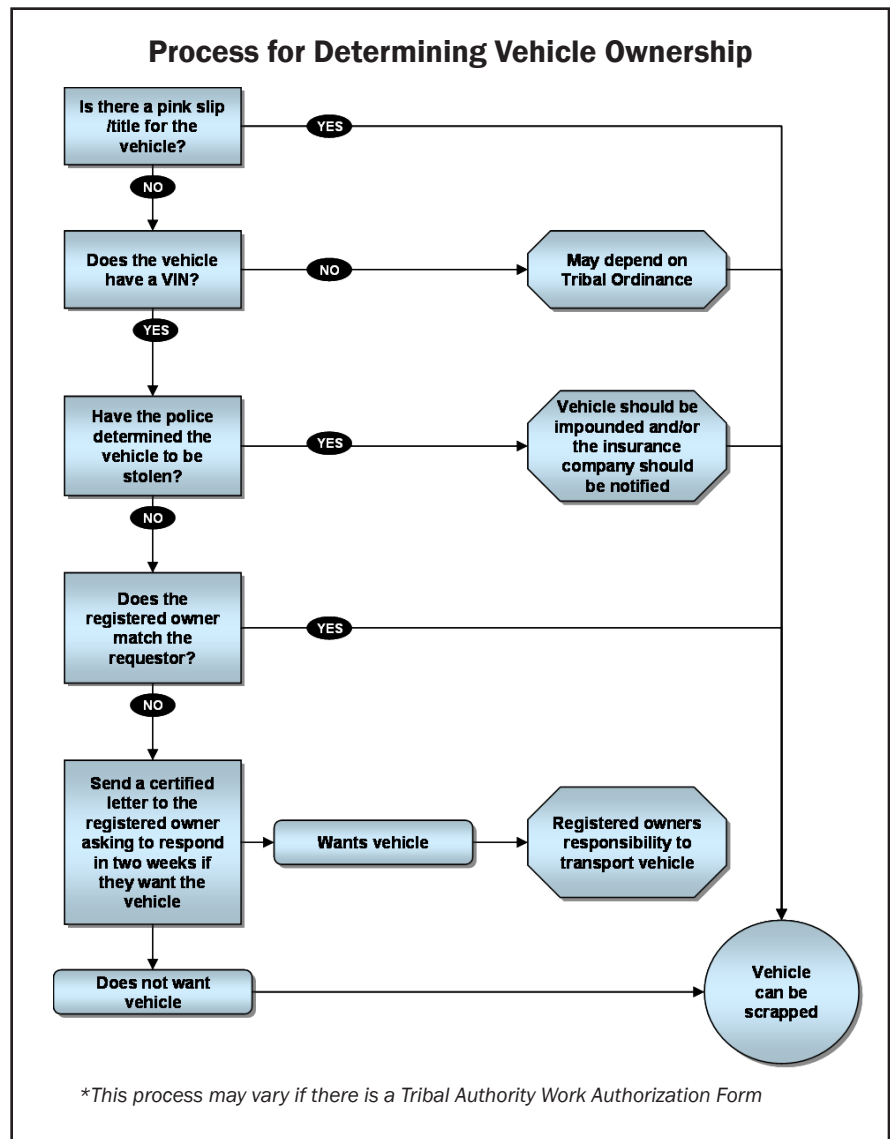 Process for Determining Vehicle Ownership
Is there a pink slip
/title for the
vehicle?
YES
NO
Does the vehicle
have a VIN?
NO
May depend on
Tribal Ordinance
YES
Have the police
determined the
vehicle to be
stolen?
YES
Vehicle should be
impounded and/or
the insurance
company should
be notified
NO
Does the
registered owner
match the
requestor?
YES
NO
Send a certified
letter to the
registered owner
asking to respond
in two weeks if
they want the
vehicle
Wants vehicle
Registered owners
responsibility to
transport vehicle
Does not want
vehicle
Vehicle
can be
scrapped
*This process may vary if there is a Tribal Authority Work Authorization Form